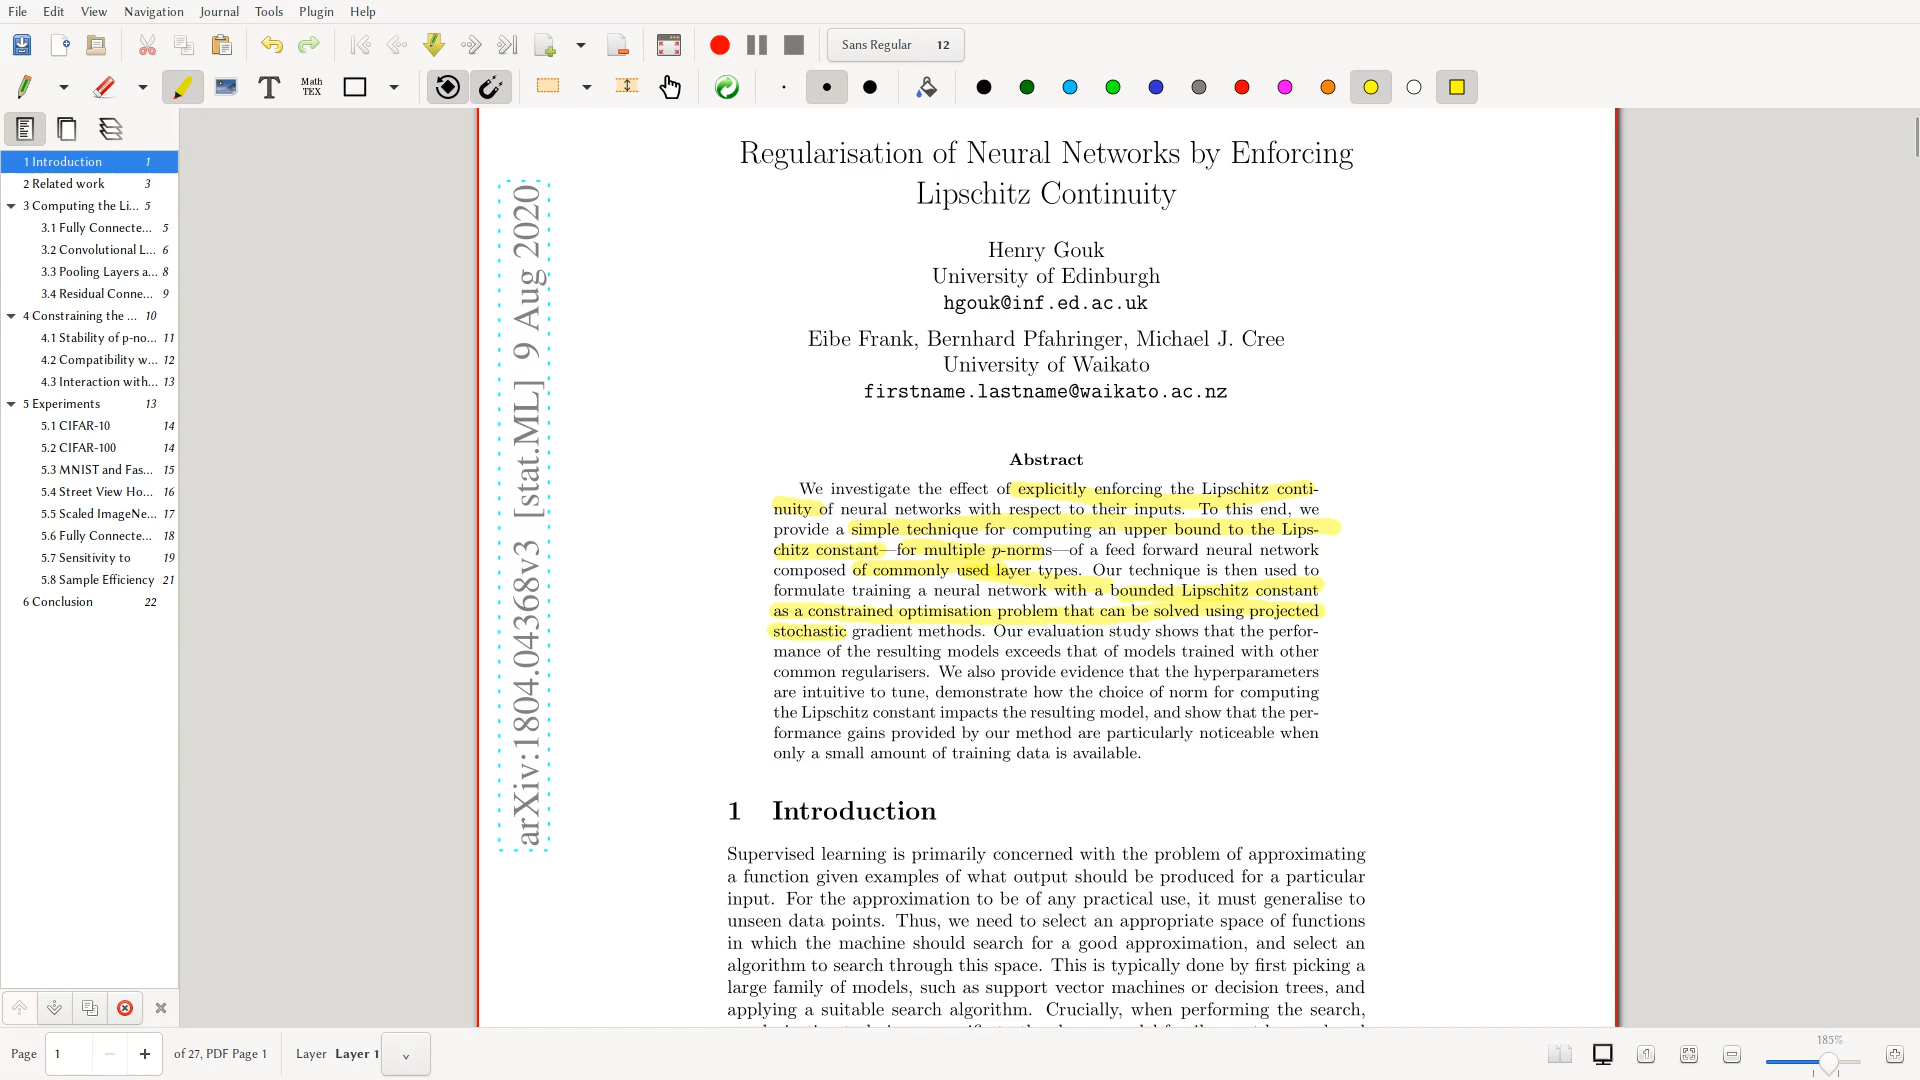 File Edit View Navigation Journal Tools Plugin Help
Sans Regular 12
Math
TEX
1 Introduction 1
2 Related work 3
3 Computing the Li... 5
3.1 Fully Connecte... 5
3.2 Convolutional L... 6
3.3 Pooling Layers a... 8
3.4 Residual Conne... 9
4 Constraining the ... 10
4.1 Stability of p-no... 11
4.2 Compatibility w... 12
4.3 Interaction with... 13
5 Experiments 13
5.1 CIFAR-10 14
5.2 CIFAR-100 14
5.3 MNIST and Fas... 15
5.4 Street View Ho... 16
5.5 Scaled ImageNe... 17
5.6 Fully Connecte... 18
5.7 Sensitivity to 19
5.8 Sample Efficiency 21
6 Conclusion 22
arXiv:1804.04368v3 [stat.ML] 9 Aug 2020
Regularisation of Neural Networks by Enforcing
Lipschitz Continuity
Henry Gouk
University of Edinburgh
hgouk@inf.ed.ac.uk
Eibe Frank, Bernhard Pfahringer, Michael J. Cree
University of Waikato
firstname.lastname@waikato.ac.nz
Abstract
We investigate the effect of explicitly enforcing the Lipschitz conti-
nuity of neural networks with respect to their inputs. To this end, we
provide a simple technique for computing an upper bound to the Lips-
chitz constant—for multiple p-norms—of a feed forward neural network
composed of commonly used layer types. Our technique is then used to
formulate training a neural network with a bounded Lipschitz constant
as a constrained optimisation problem that can be solved using projected
stochastic gradient methods. Our evaluation study shows that the perfor-
mance of the resulting models exceeds that of models trained with other
common regularisers. We also provide evidence that the hyperparameters
are intuitive to tune, demonstrate how the choice of norm for computing
the Lipschitz constant impacts the resulting model, and show that the per-
formance gains provided by our method are particularly noticeable when
only a small amount of training data is available.
1 Introduction
Supervised learning is primarily concerned with the problem of approximating
a function given examples of what output should be produced for a particular
input. For the approximation to be of any practical use, it must generalise to
unseen data points. Thus, we need to select an appropriate space of functions
in which the machine should search for a good approximation, and select an
algorithm to search through this space. This is typically done by first picking a
large family of models, such as support vector machines or decision trees, and
applying a suitable search algorithm. Crucially, when performing the search,
Page 1 of 27, PDF Page 1 Layer Layer 1
185%